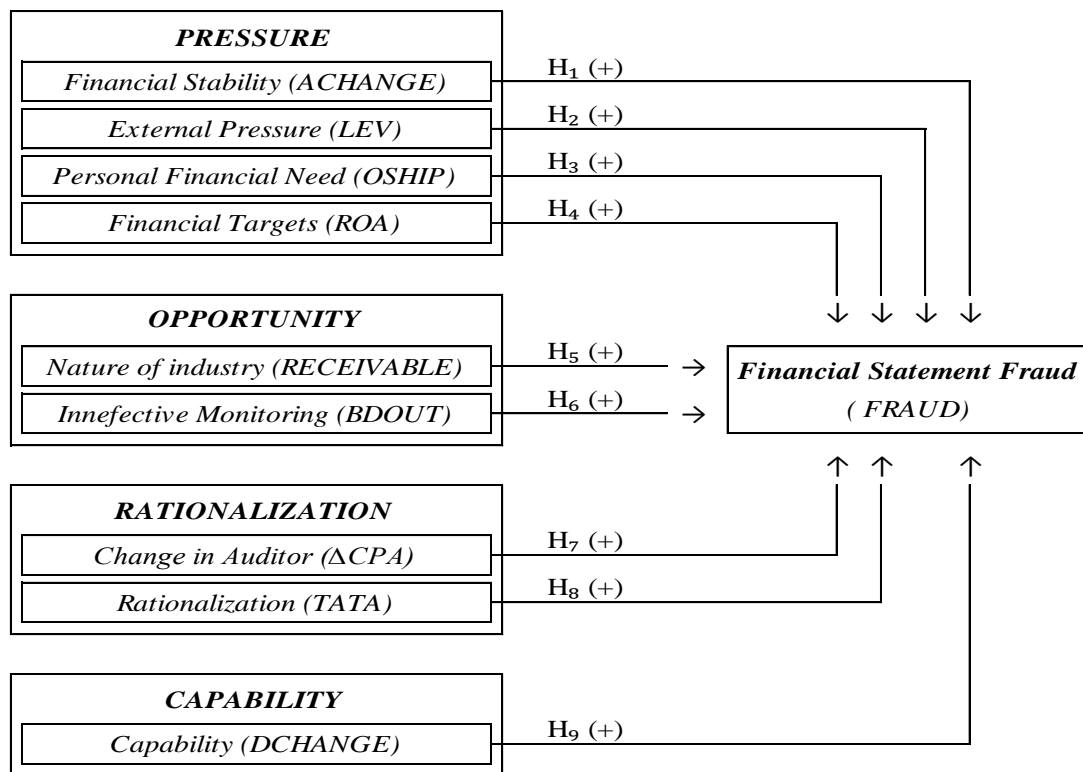 PRESSURE
Financial Stability (ACHANGE)
H₁ (+)
External Pressure (LEV)
H₂ (+)
Personal Financial Need (OSHIP)
H₃ (+)
Financial Targets (ROA)
H₄ (+)
OPPORTUNITY
Nature of industry (RECEIVABLE)
H₅ (+)
Innefective Monitoring (BDOUT)
H₆ (+)
Financial Statement Fraud
( FRAUD)
RATIONALIZATION
Change in Auditor (ΔCPA)
H₇ (+)
Rationalization (TATA)
H₈ (+)
CAPABILITY
Capability (DCHANGE)
H₉ (+)